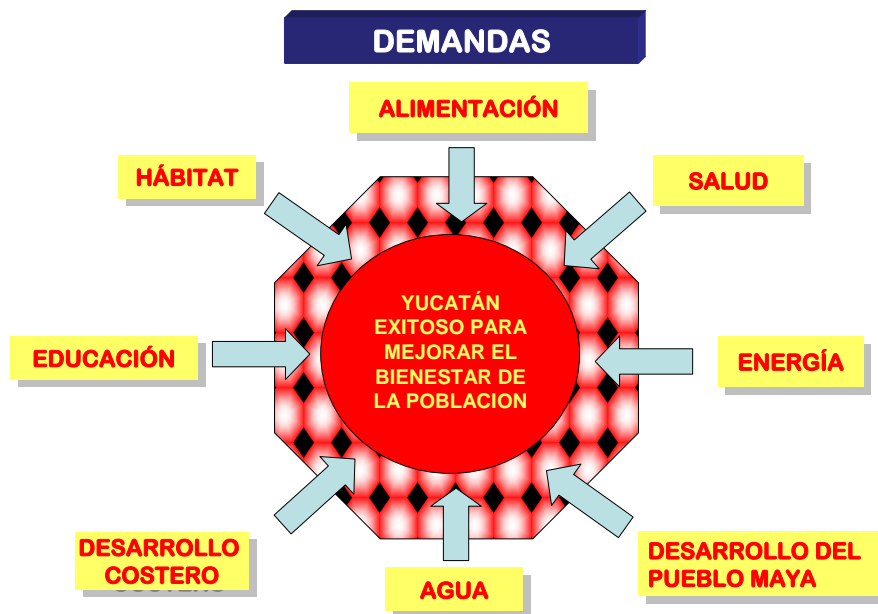 DEMANDAS
ALIMENTACIÓN
HÁBITAT
SALUD
YUCATÁN
EXITOSO PARA
MEJORAR EL
BIENESTAR DE
LA POBLACION
EDUCACIÓN
ENERGÍA
DESARROLLO
COSTERO
AGUA
DESARROLLO DEL
PUEBLO MAYA